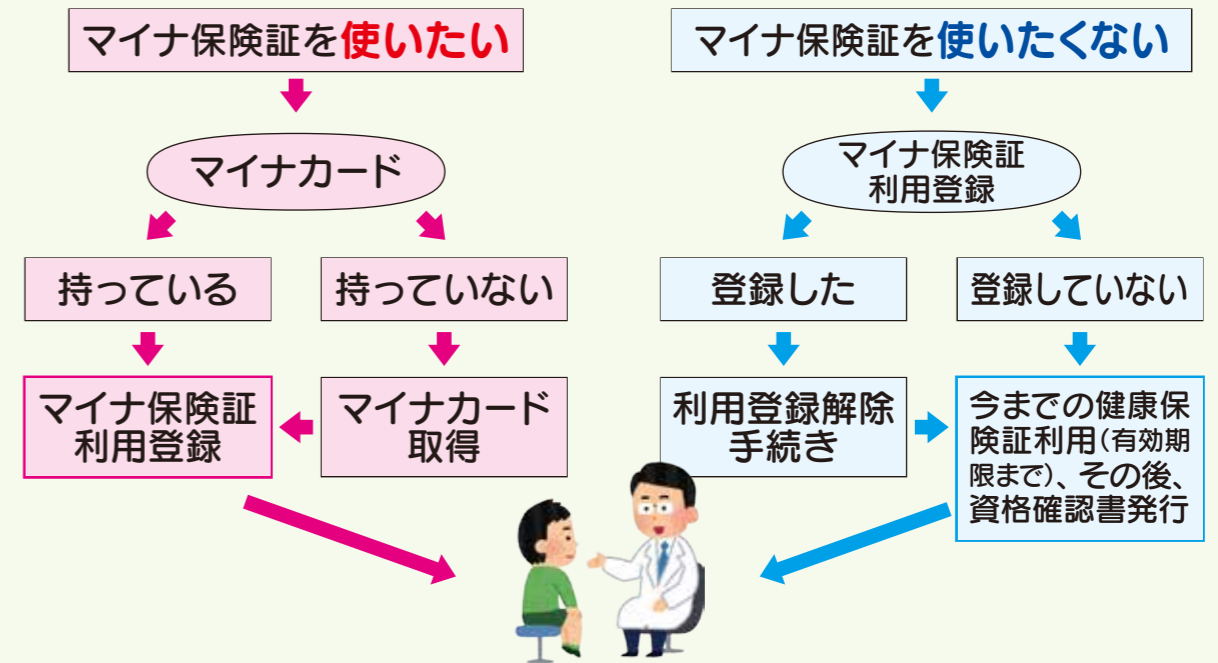 マイナ保険証を使いたい
マイナカード
持っている
持っていない
マイナ保険証
利用登録
マイナカード
取得
マイナ保険証を使いたくない
マイナ保険証
利用登録
登録した
登録していない
利用登録解除
手続き
今までの健康保
険証利用(有効期
限まで)、その後、
資格確認書発行